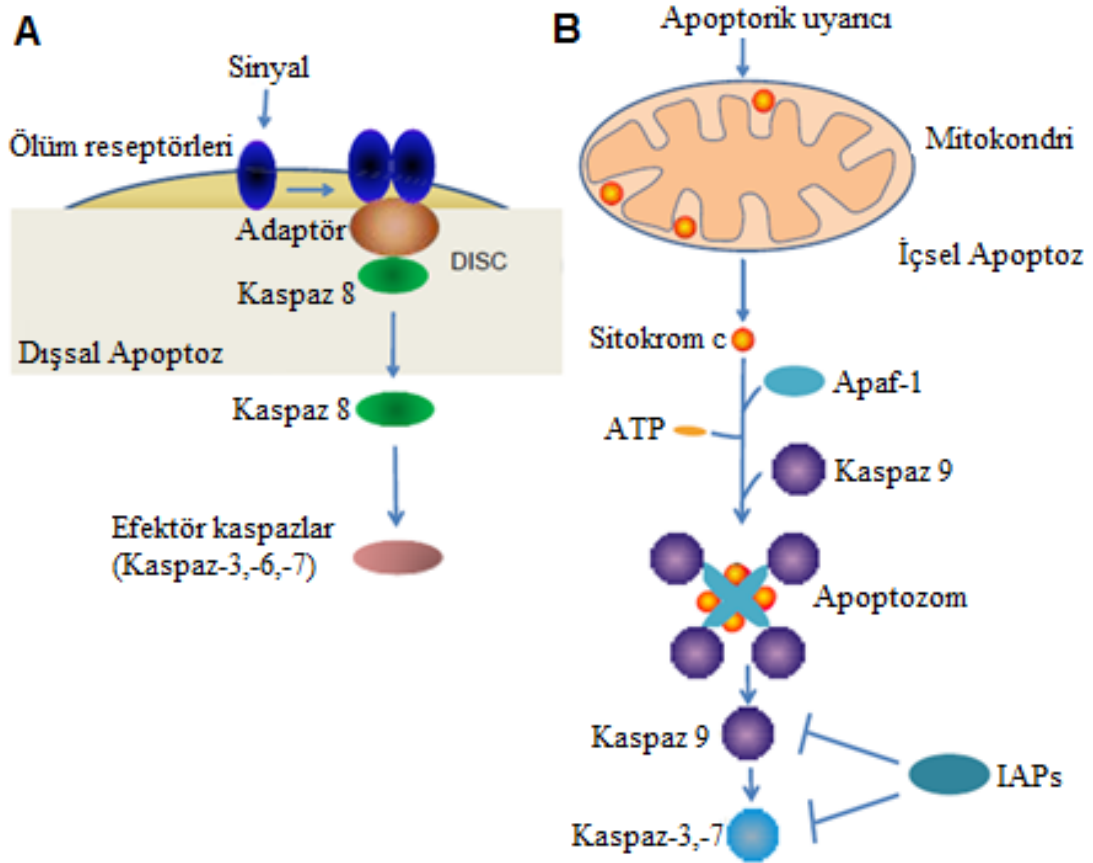 A
Sinyal
Ölüm reseptörleri
Adaptör
DISC
Kaspaz 8
Dışsal Apoptoz
Kaspaz 8
Efektör kaspazlar
(Kaspaz-3,-6,-7)
B
Apoptorik uyarıcı
Mitokondri
İçsel Apoptoz
Sitokrom c
Apaf-1
ATP
Kaspaz 9
Apoptozom
Kaspaz 9
IAPs
Kaspaz-3,-7